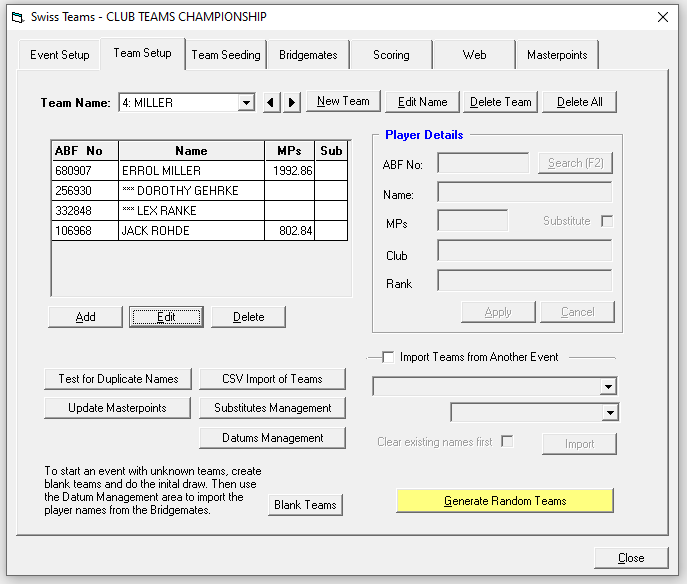 Swiss Teams - CLUB TEAMS CHAMPIONSHIP
Event Setup Team Setup Team Seeding Bridgemates Scoring Web Masterpoints
Team Name: 4: MILLER New Team Edit Name Delete Team Delete All
ABF No Name MPs Sub
680907 ERROL MILLER 1992.86
256930 *** DOROTHY GEHRKE
332848 *** LEX RANKE
106968 JACK ROHDE 802.84
Add Edit Delete
Player Details
ABF No: Search (F2)
Name:
MPs Substitute
Club
Rank
Apply Cancel
Import Teams from Another Event
Test for Duplicate Names CSV Import of Teams
Update Masterpoints Substitutes Management
Datums Management
Clear existing names first Import
To start an event with unknown teams, create
blank teams and do the inital draw. Then use
the Datum Management area to import the
player names from the Bridgemates.
Blank Teams
Generate Random Teams
Close